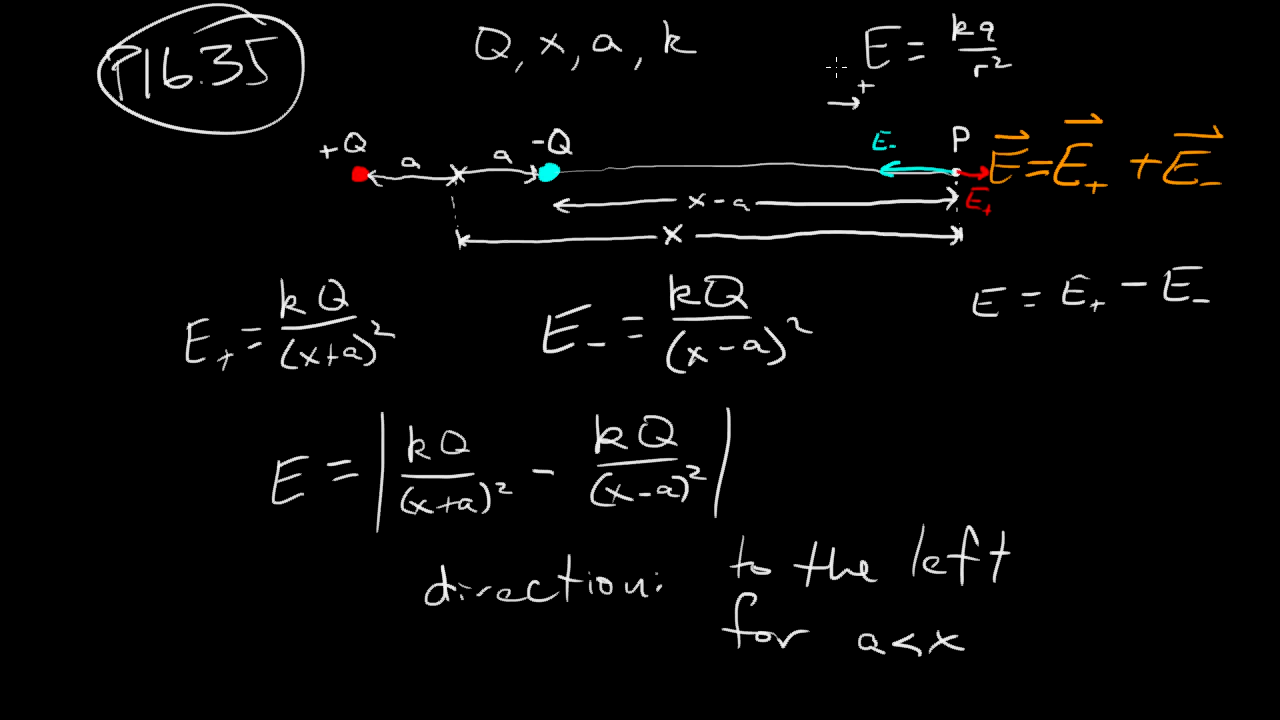 P16.35
Q, x, a, k
E = kq/r²
+
+Q a a -Q E₋ P E⃗ = E⃗₊ + E⃗₋
x-a E₊
x
E₊ = kQ/(x+a)² E₋ = kQ/(x-a)² E = E₊ - E₋
E = | kQ/(x+a)² - kQ/(x-a)² |
direction: to the left
for a<x